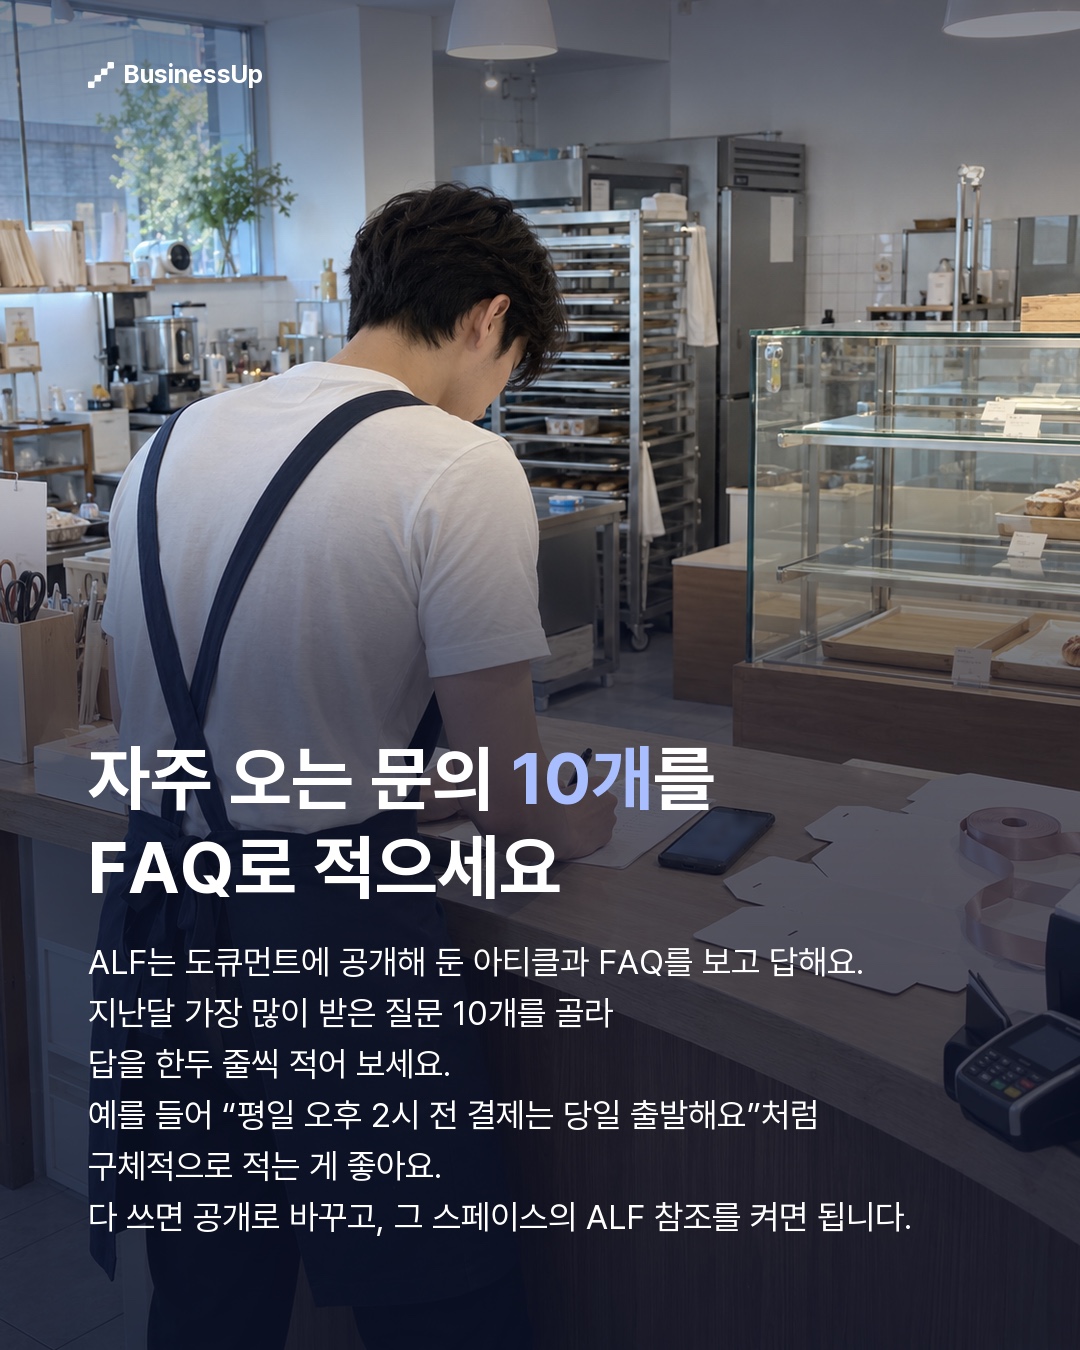 BusinessUp
자주 오는 문의 10개를
FAQ로 적으세요
ALF는 도큐먼트에 공개해 둔 아티클과 FAQ를 보고 답해요.
지난달 가장 많이 받은 질문 10개를 골라
답을 한두 줄씩 적어 보세요.
예를 들어 “평일 오후 2시 전 결제는 당일 출발해요”처럼
구체적으로 적는 게 좋아요.
다 쓰면 공개로 바꾸고, 그 스페이스의 ALF 참조를 켜면 됩니다.